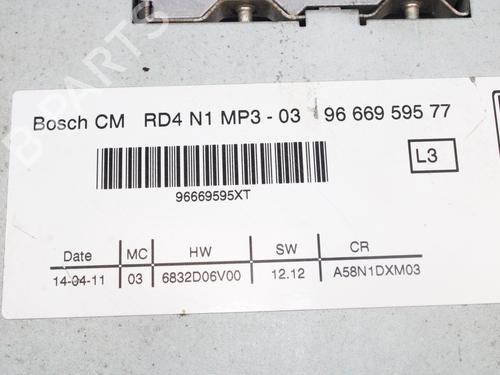 Bosch CM RD4 N1 MP3 - 03 96 669 595 77
L3
96669595XT
Date MC HW SW CR
14-04-11 03 6832D06V00 12.12 A58N1DXM03
B-PARTS